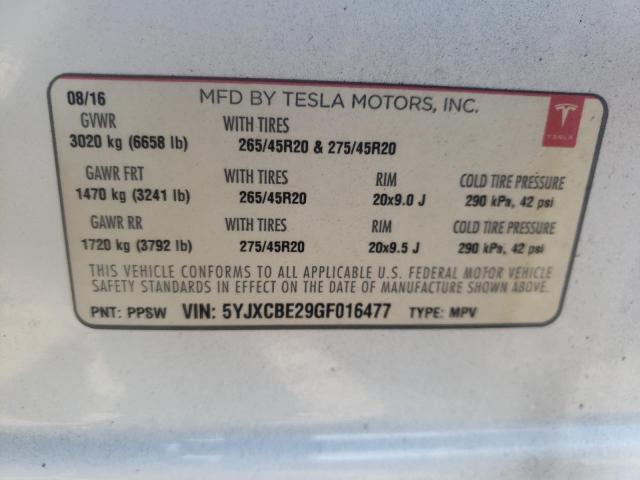 08/16 MFD BY TESLA MOTORS, INC.
GVWR WITH TIRES
3020 kg (6658 lb) 265/45R20 & 275/45R20
TESLA
GAWR FRT WITH TIRES RIM COLD TIRE PRESSURE
1470 kg (3241 lb) 265/45R20 20x9.0 J 290 kPa, 42 psi
GAWR RR WITH TIRES RIM COLD TIRE PRESSURE
1720 kg (3792 lb) 275/45R20 20x9.5 J 290 kPa, 42 psi
THIS VEHICLE CONFORMS TO ALL APPLICABLE U.S. FEDERAL MOTOR VEHICLE
SAFETY STANDARDS IN EFFECT ON THE DATE OF MANUFACTURE SHOWN ABOVE.
PNT: PPSW VIN: 5YJXCBE29GF016477 TYPE: MPV